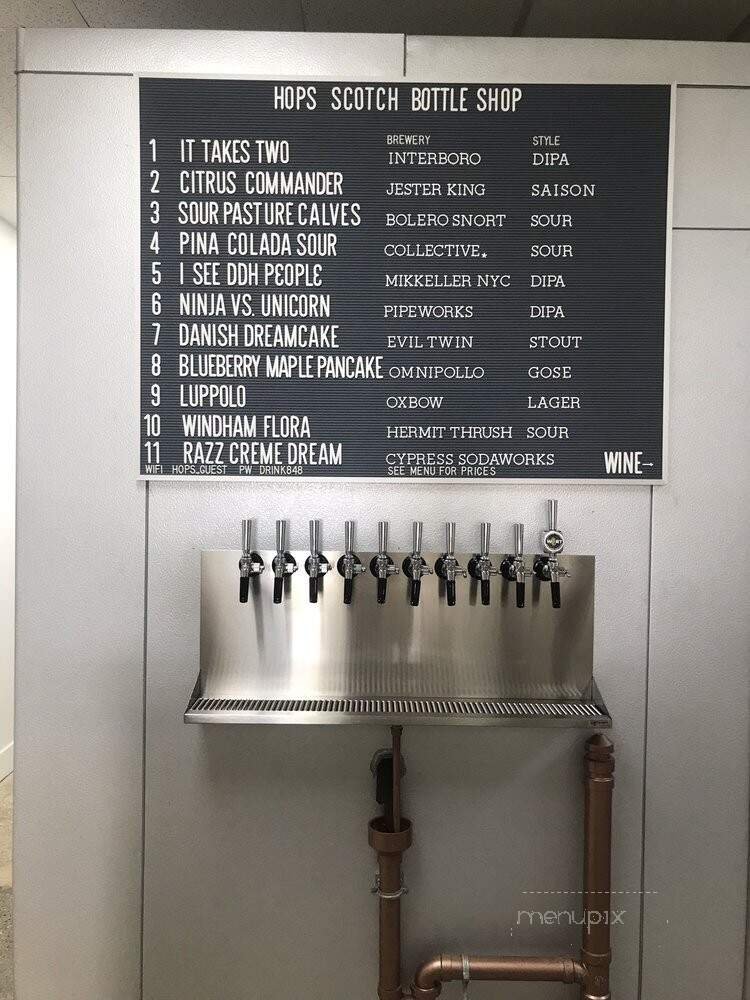 HOPS SCOTCH BOTTLE SHOP
BREWERY STYLE
1 IT TAKES TWO INTERBORO DIPA
2 CITRUS COMMANDER JESTER KING SAISON
3 SOUR PASTURE CALVES BOLERO SNORT SOUR
4 PINA COLADA SOUR COLLECTIVE. SOUR
5 I SEE DDH PEOPLE MIKKELLER NYC DIPA
6 NINJA VS. UNICORN PIPEWORKS DIPA
7 DANISH DREAMCAKE EVIL TWIN STOUT
8 BLUEBERRY MAPLE PANCAKE OMNIPOLLO GOSE
9 LUPPOLO OXBOW LAGER
10 WINDHAM FLORA HERMIT THRUSH SOUR
11 RAZZ CREME DREAM CYPRESS SODAWORKS WINE→
WIFI HOPS_GUEST PW DRINK848 SEE MENU FOR PRICES
menupix